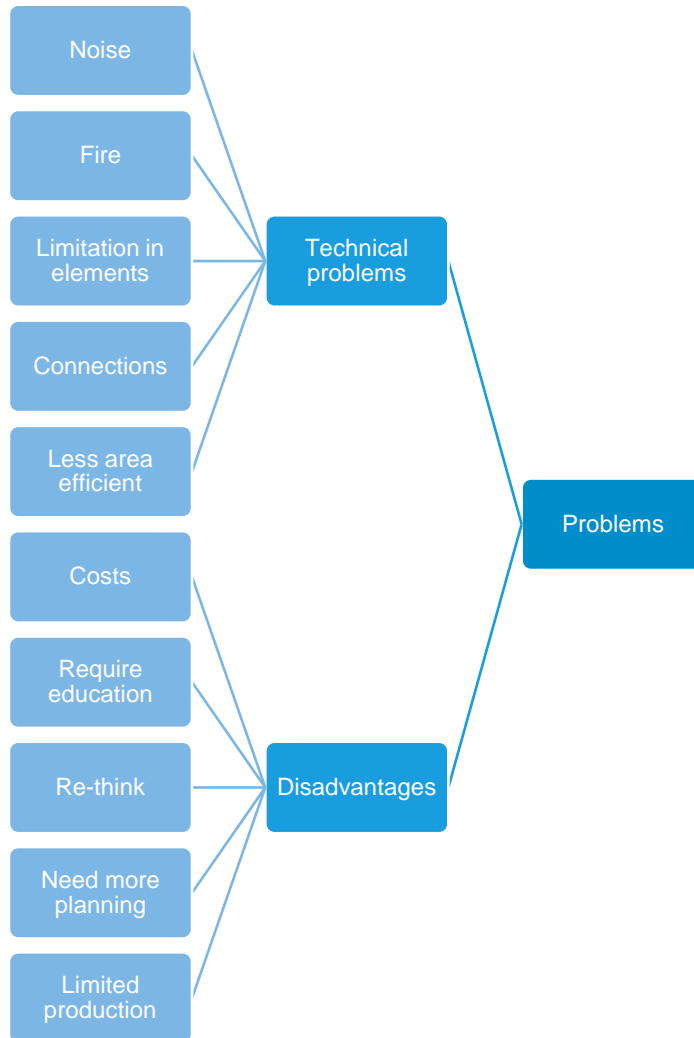 Noise
Fire
Limitation in
elements
Connections
Less area
efficient
Costs
Require
education
Re-think
Need more
planning
Limited
production
Technical
problems
Disadvantages
Problems